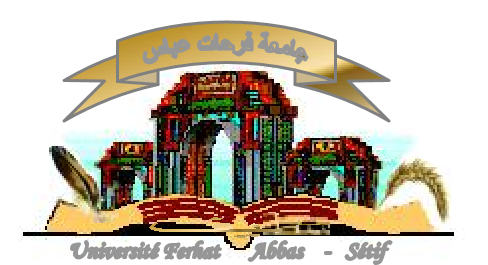 جامعة فرحات عباس
Université Ferhat Abbas - Sétif